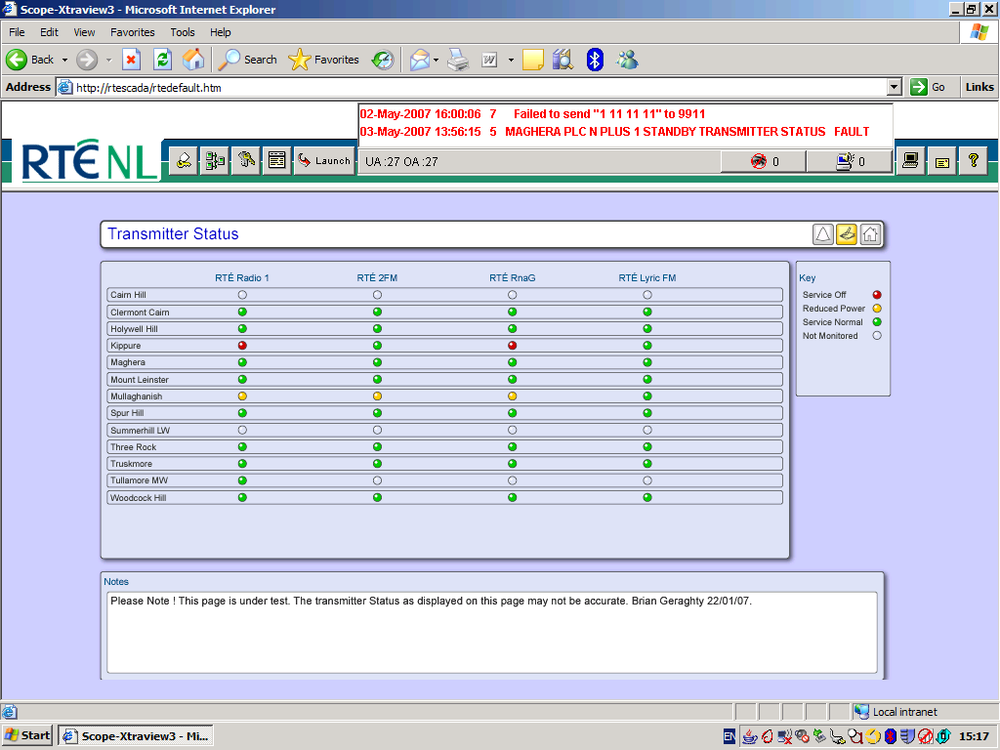 Scope-Xtraview3 - Microsoft Internet Explorer
File Edit View Favorites Tools Help
Back Search Favorites W
Address http://rtescada/rtedefault.htm Go Links
02-May-2007 16:00:06 7 Failed to send "1 11 11 11" to 9911
03-May-2007 13:56:15 5 MAGHERA PLC N PLUS 1 STANDBY TRANSMITTER STATUS FAULT
RTÉ NL Launch UA :27 OA :27 0 0 ?
Transmitter Status
RTÉ Radio 1 RTÉ 2FM RTÉ RnaG RTÉ Lyric FM
Cairn Hill
Clermont Cairn
Holywell Hill
Kippure
Maghera
Mount Leinster
Mullaghanish
Spur Hill
Summerhill LW
Three Rock
Truskmore
Tullamore MW
Woodcock Hill
Key
Service Off
Reduced Power
Service Normal
Not Monitored
Notes
Please Note ! This page is under test. The transmitter Status as displayed on this page may not be accurate. Brian Geraghty 22/01/07.
Local intranet
Start Scope-Xtraview3 - Mi... EN 15:17